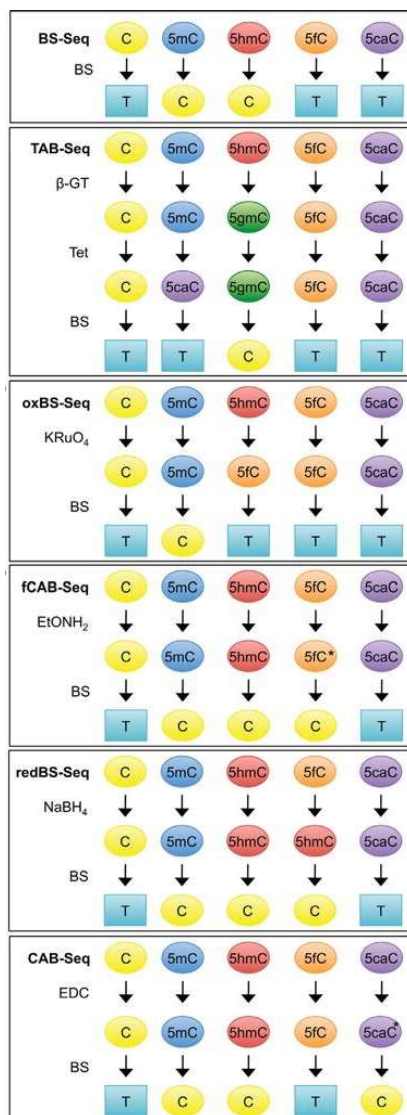 BS-Seq C 5mC 5hmC 5fC 5caC
BS
T C C T T
TAB-Seq C 5mC 5hmC 5fC 5caC
β-GT
C 5mC 5gmC 5fC 5caC
Tet
C 5caC 5gmC 5fC 5caC
BS
T T C T T
oxBS-Seq C 5mC 5hmC 5fC 5caC
KRuO₄
C 5mC 5fC 5fC 5caC
BS
T C T T T
fCAB-Seq C 5mC 5hmC 5fC 5caC
EtONH₂
C 5mC 5hmC 5fC* 5caC
BS
T C C C T
redBS-Seq C 5mC 5hmC 5fC 5caC
NaBH₄
C 5mC 5hmC 5hmC 5caC
BS
T C C C T
CAB-Seq C 5mC 5hmC 5fC 5caC
EDC
C 5mC 5hmC 5fC 5caC*
BS
T C C T C